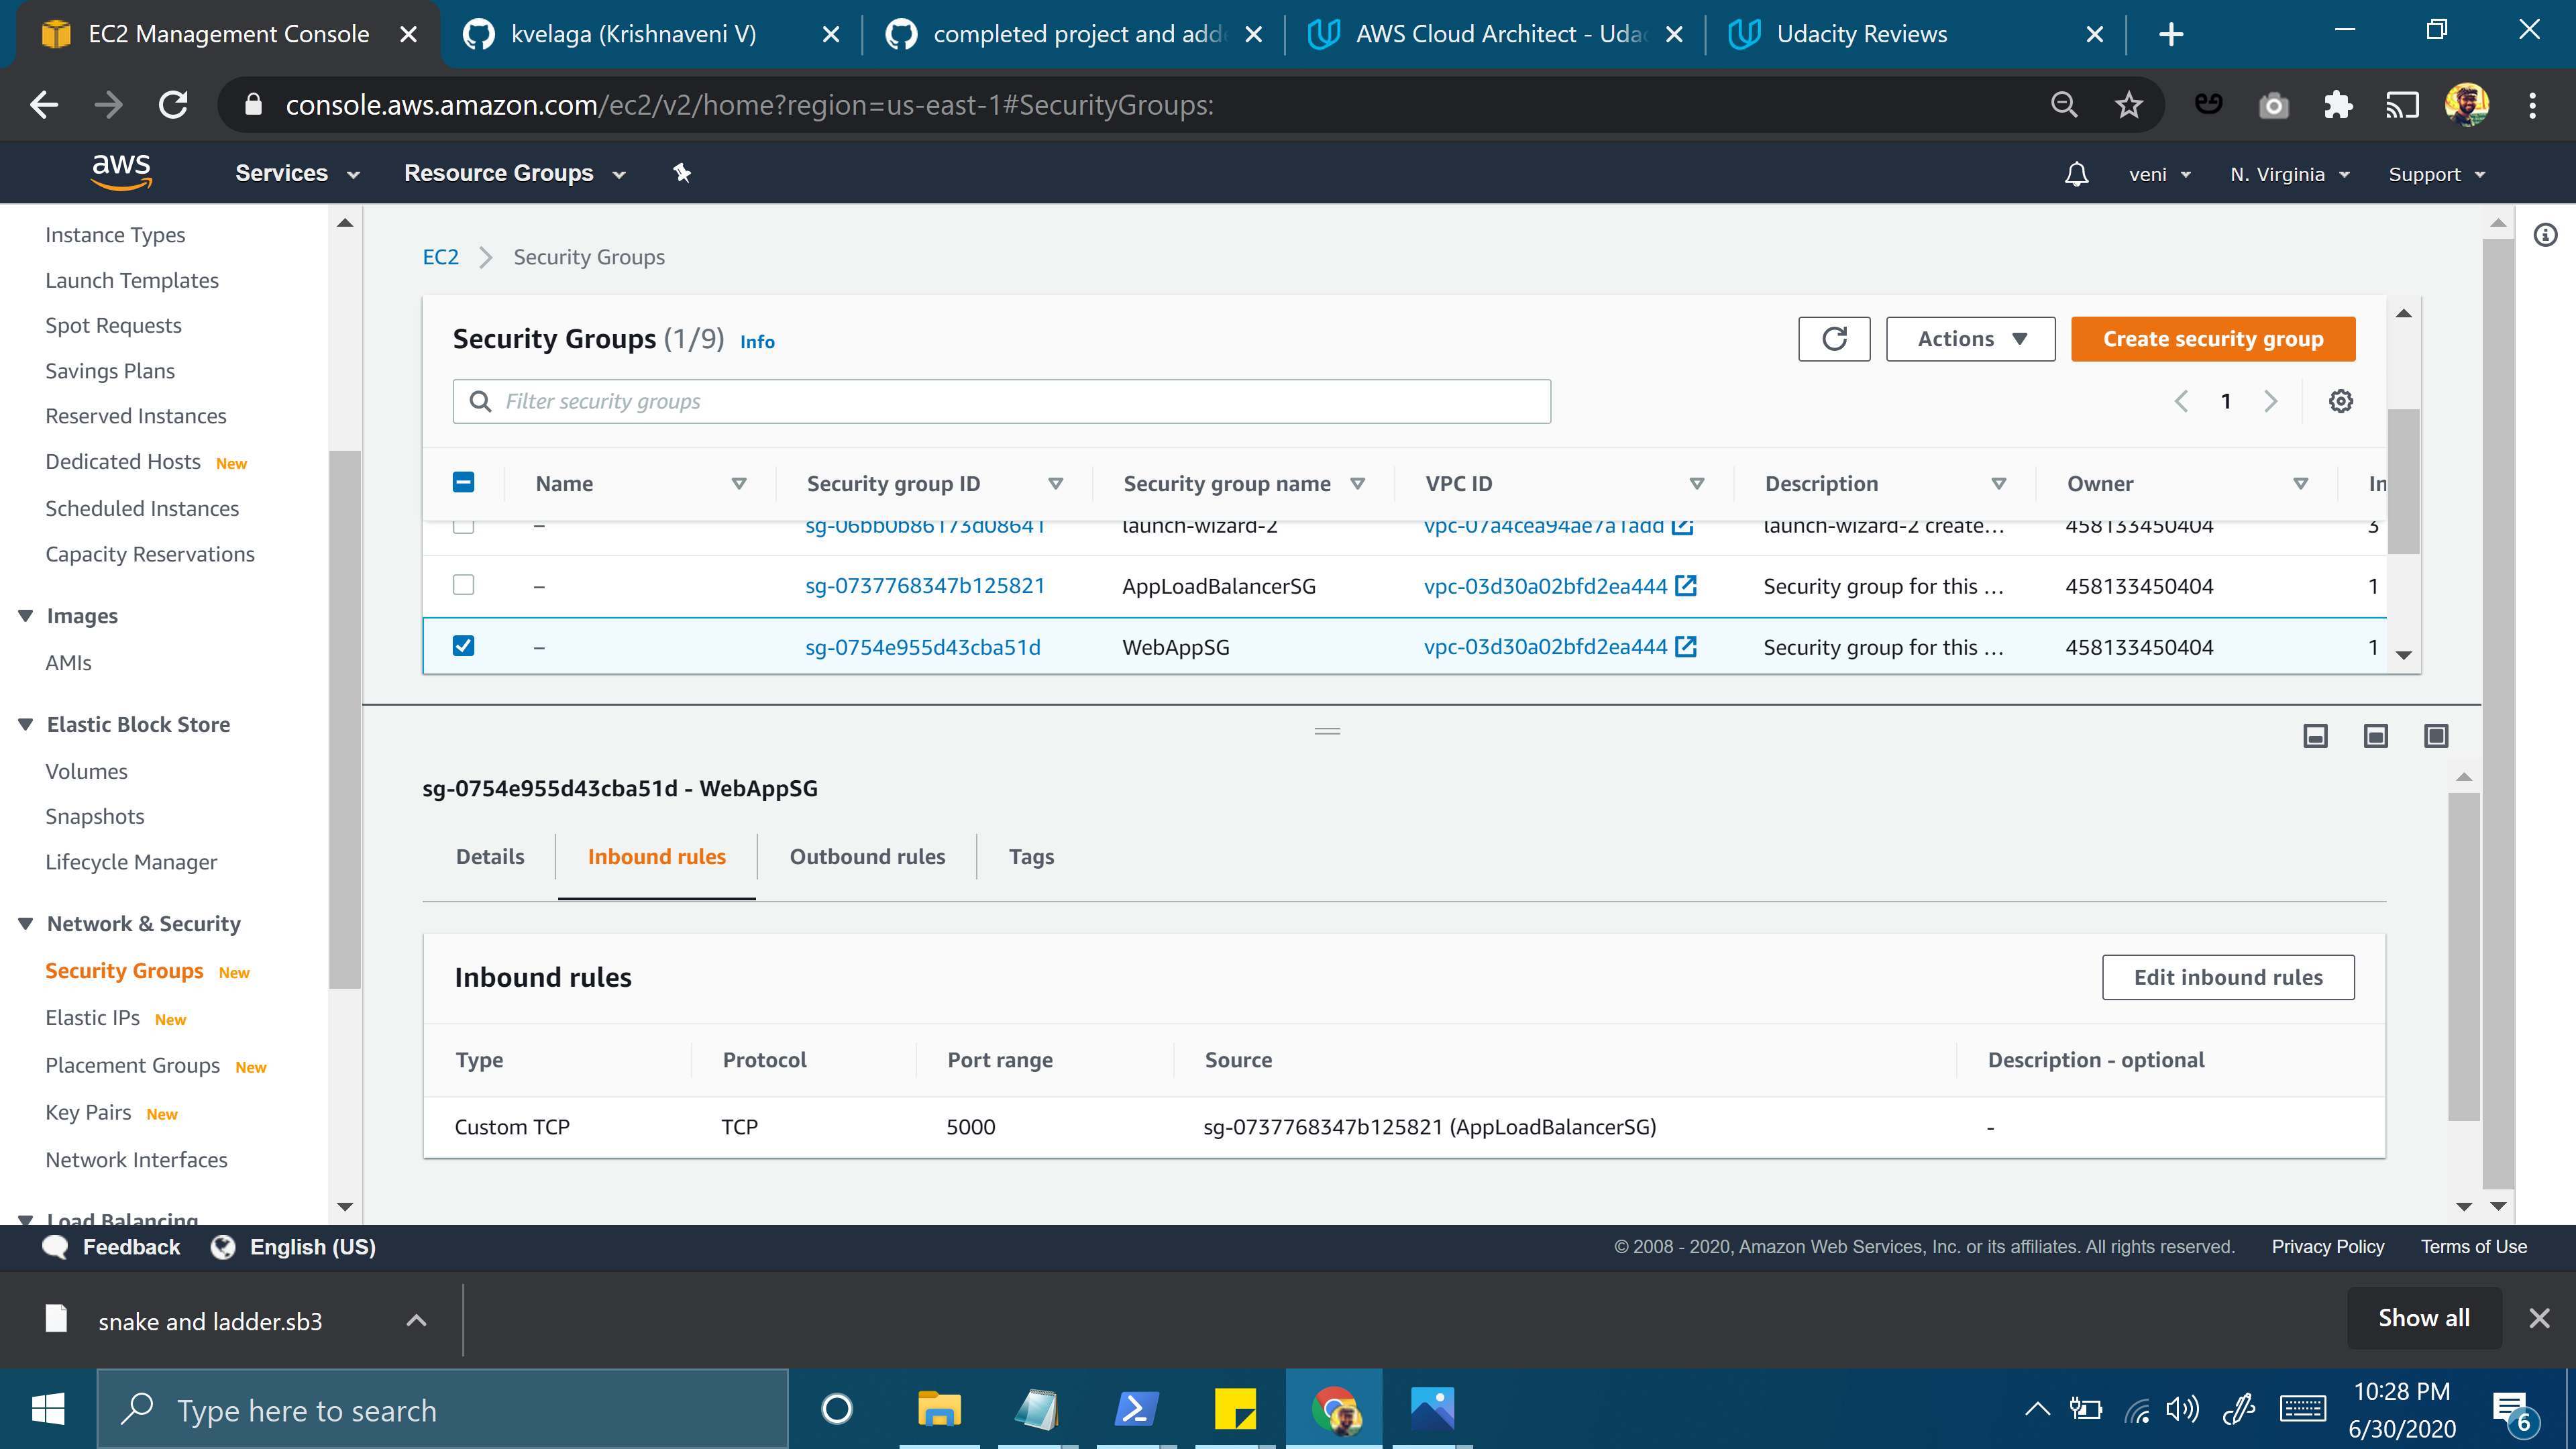 EC2 Management Console
kvelaga (Krishnaveni V)
completed project and adde
AWS Cloud Architect - Udac
Udacity Reviews
console.aws.amazon.com/ec2/v2/home?region=us-east-1#SecurityGroups:
aws
Services
Resource Groups
veni
N. Virginia
Support
Instance Types
Launch Templates
Spot Requests
Savings Plans
Reserved Instances
Dedicated Hosts New
Scheduled Instances
Capacity Reservations
Images
AMIs
Elastic Block Store
Volumes
Snapshots
Lifecycle Manager
Network & Security
Security Groups New
Elastic IPs New
Placement Groups New
Key Pairs New
Network Interfaces
Load Balancing
EC2 Security Groups
Security Groups (1/9) Info
Actions
Create security group
Filter security groups
1
Name Security group ID Security group name VPC ID Description Owner In
– sg-06bb0b86173d08641 launch-wizard-2 vpc-07a4cea94ae7a1add launch-wizard-2 create... 458133450404 3
– sg-0737768347b125821 AppLoadBalancerSG vpc-03d30a02bfd2ea444 Security group for this ... 458133450404 1
– sg-0754e955d43cba51d WebAppSG vpc-03d30a02bfd2ea444 Security group for this ... 458133450404 1
sg-0754e955d43cba51d - WebAppSG
Details Inbound rules Outbound rules Tags
Inbound rules
Edit inbound rules
Type Protocol Port range Source Description - optional
Custom TCP TCP 5000 sg-0737768347b125821 (AppLoadBalancerSG) -
Feedback English (US)
© 2008 - 2020, Amazon Web Services, Inc. or its affiliates. All rights reserved. Privacy Policy Terms of Use
snake and ladder.sb3
Show all
Type here to search
10:28 PM
6/30/2020
6